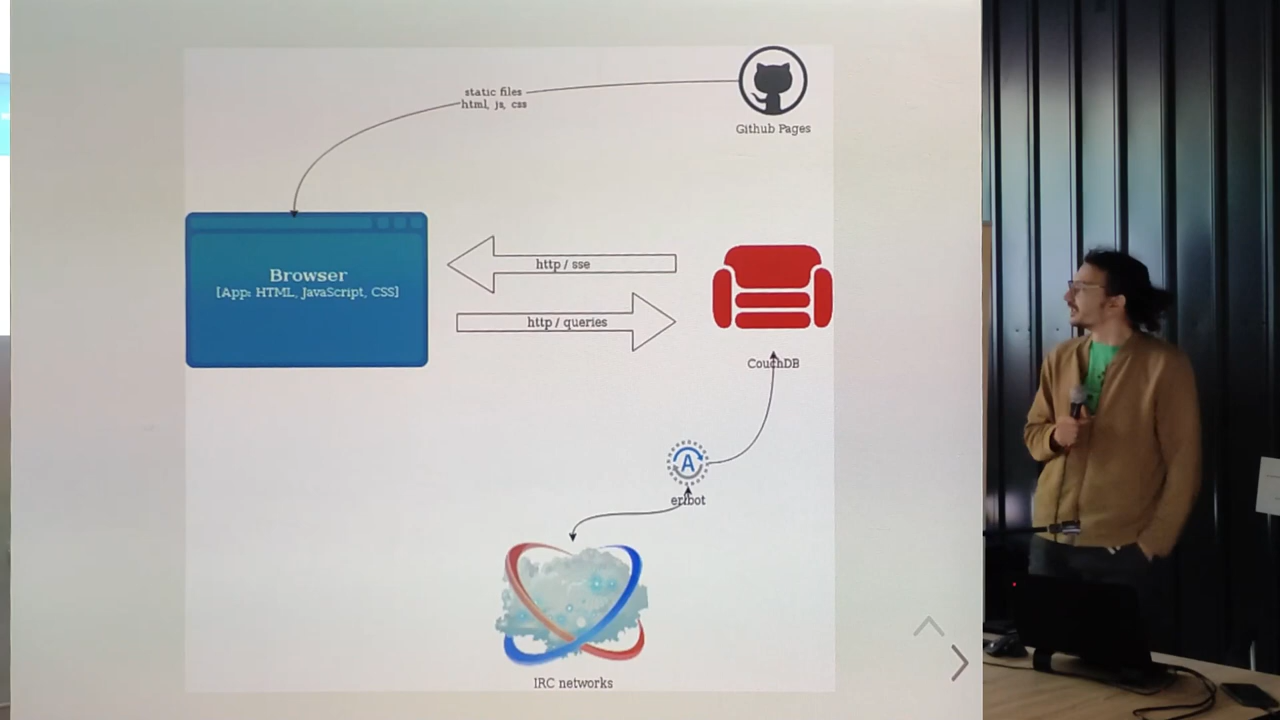 static files
html, js, css
Github Pages
Browser
[App: HTML, JavaScript, CSS]
http / sse
http / queries
CouchDB
A
IRC networks